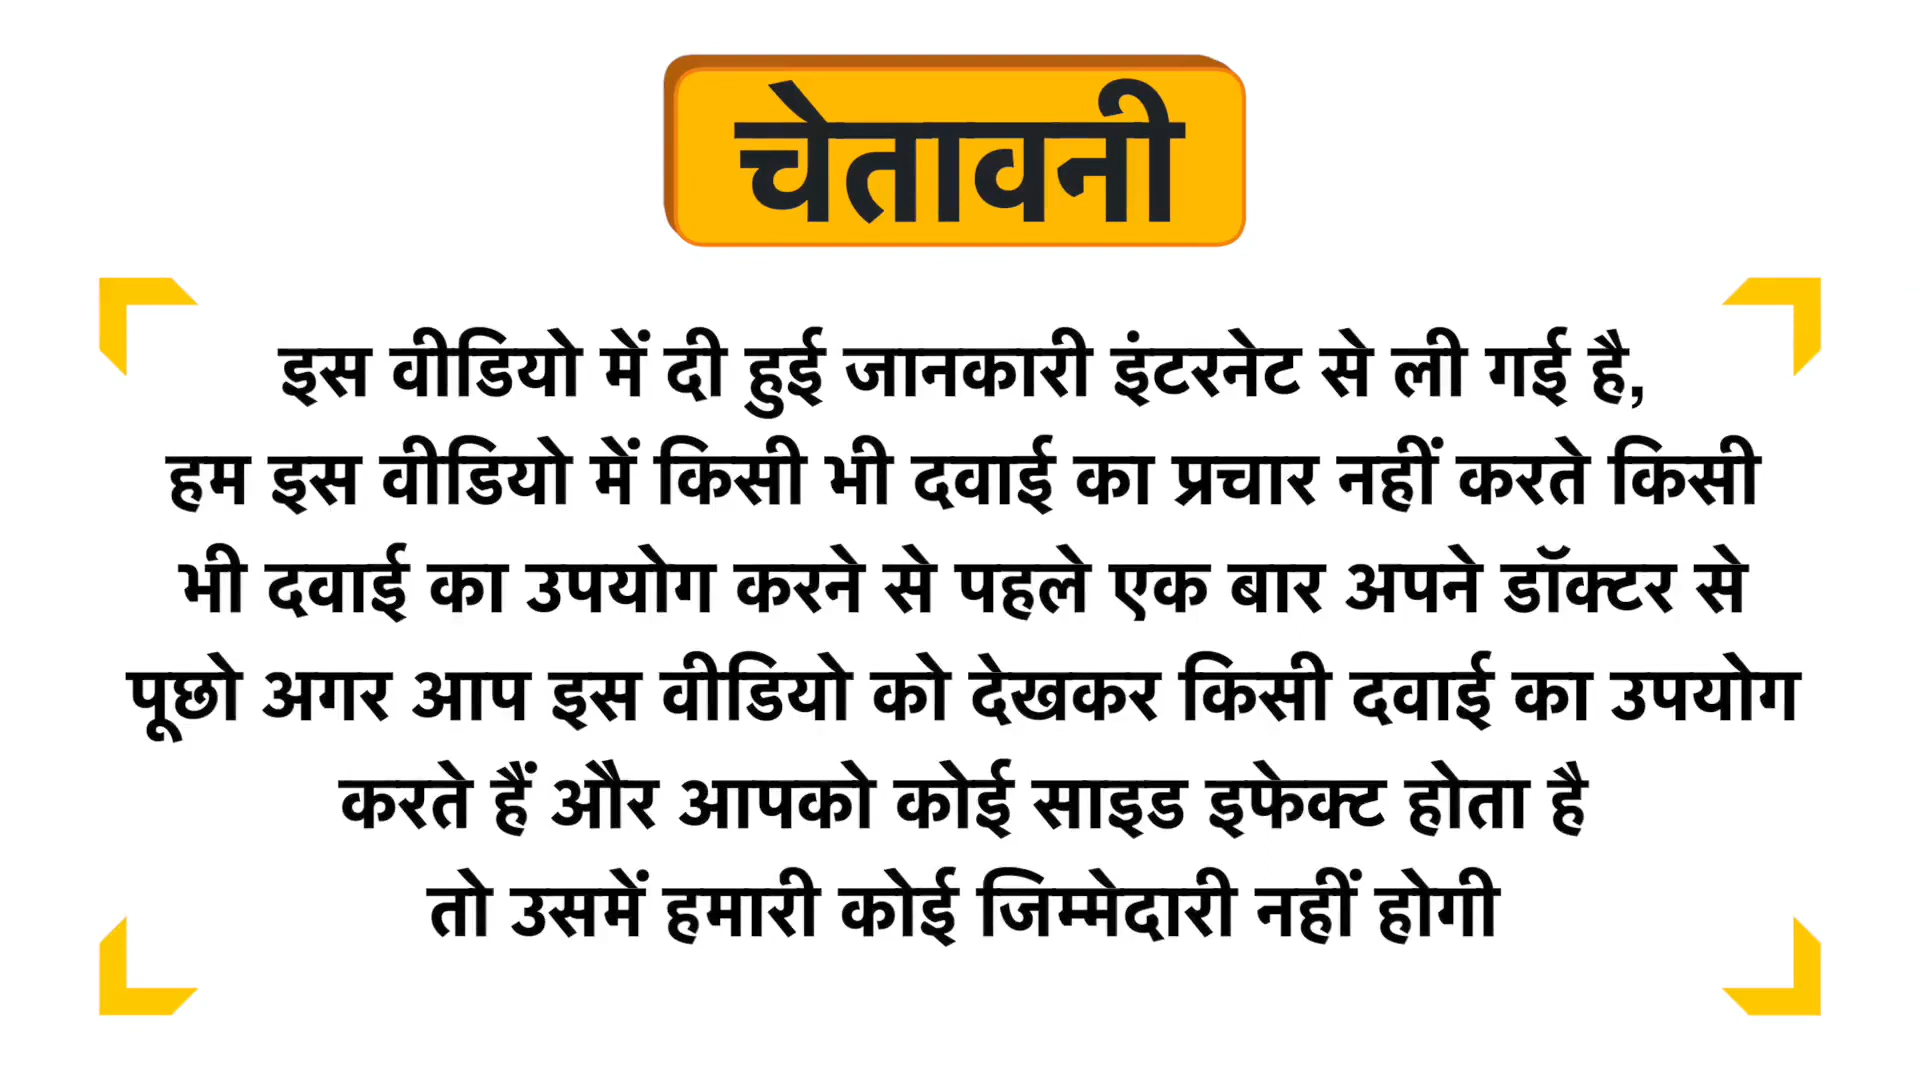 चेतावनी
इस वीडियो में दी हुई जानकारी इंटरनेट से ली गई है,
हम इस वीडियो में किसी भी दवाई का प्रचार नहीं करते किसी
भी दवाई का उपयोग करने से पहले एक बार अपने डॉक्टर से
पूछो अगर आप इस वीडियो को देखकर किसी दवाई का उपयोग
करते हैं और आपको कोई साइड इफेक्ट होता है
तो उसमें हमारी कोई जिम्मेदारी नहीं होगी